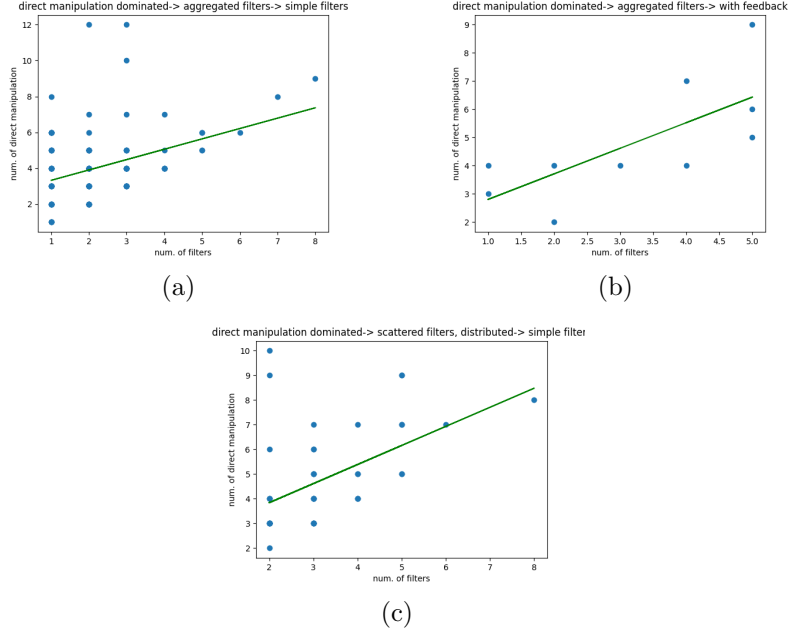 direct manipulation dominated-> aggregated filters-> simple filters
12
10
8
6
4
2
num. of direct manipulation
1 2 3 4 5 6 7 8
num. of filters
(a)
direct manipulation dominated-> aggregated filters-> with feedback
9
8
7
6
5
4
3
2
num. of direct manipulation
1.0 1.5 2.0 2.5 3.0 3.5 4.0 4.5 5.0
num. of filters
(b)
direct manipulation dominated-> scattered filters, distributed-> simple filter
10
9
8
7
6
5
4
3
2
num. of direct manipulation
2 3 4 5 6 7 8
num. of filters
(c)